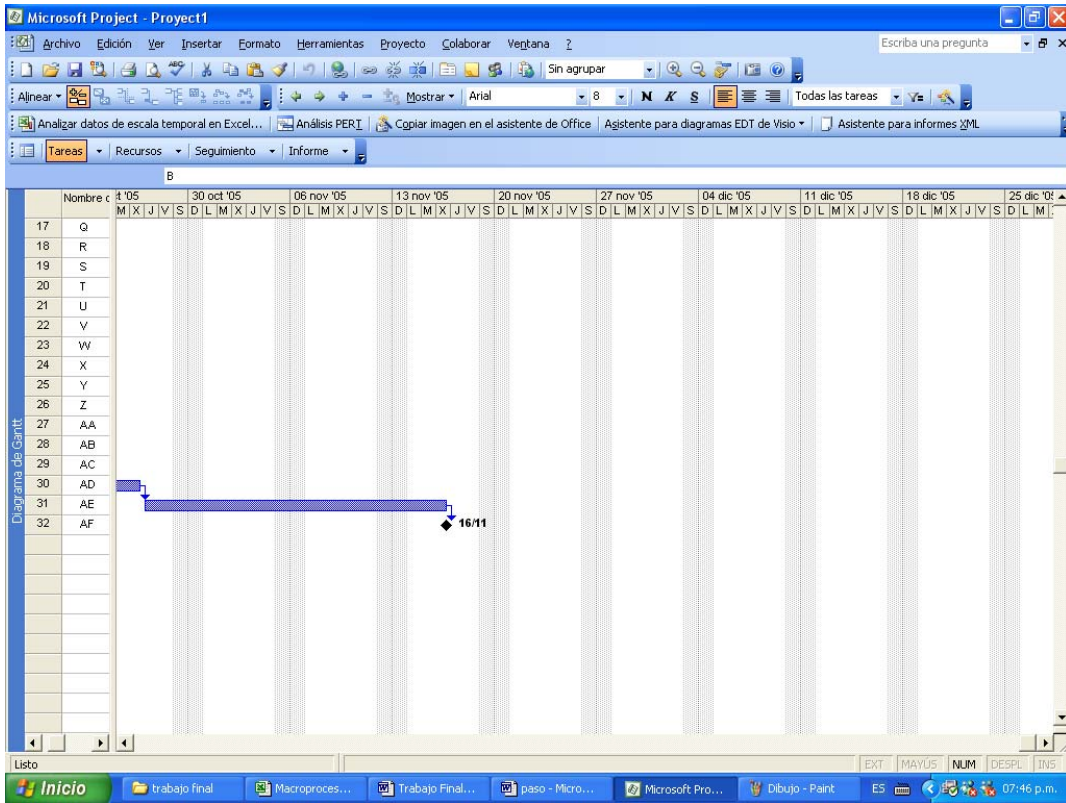 Microsoft Project - Proyect1
Archivo Edición Ver Insertar Formato Herramientas Proyecto Colaborar Ventana ? Escriba una pregunta
Sin agrupar
Alinear Mostrar Arial 8 N K S Todas las tareas Y=
Analizar datos de escala temporal en Excel... Análisis PERT Copiar imagen en el asistente de Office Asistente para diagramas EDT de Visio Asistente para informes XML
Tareas Recursos Seguimiento Informe
B
Nombre d t '05 30 oct '05 06 nov '05 13 nov '05 20 nov '05 27 nov '05 04 dic '05 11 dic '05 18 dic '05 25 dic '05
M X J V S D L M X J V S D L M X J V S D L M X J V S D L M X J V S D L M X J V S D L M X J V S D L M X J V S D L M X J V S D L M X J V S D L M
17 Q
18 R
19 S
20 T
21 U
22 V
23 W
24 X
25 Y
26 Z
27 AA
28 AB
29 AC
30 AD
31 AE
32 AF 16/11
Diagrama de Gantt
Listo EXT MAYÚS NUM DESPL INS
Inicio trabajo final Macroproces... Trabajo Final... paso - Micro... Microsoft Pro... Dibujo - Paint ES 07:46 p.m.